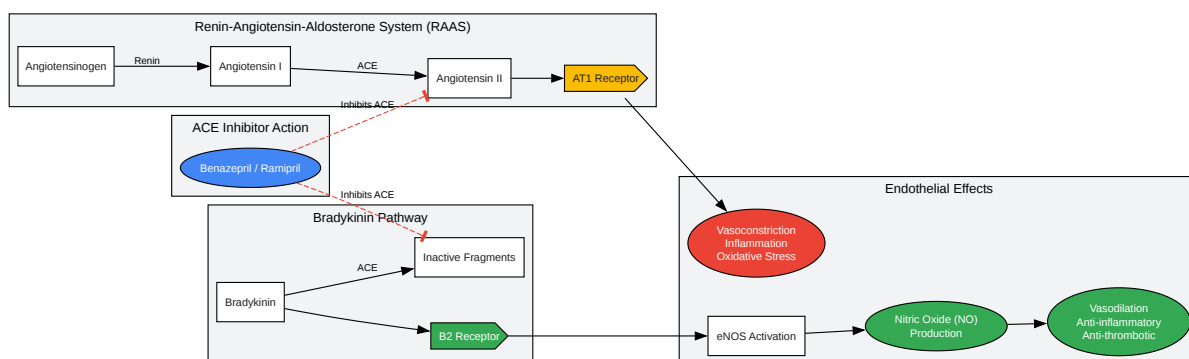 Renin-Angiotensin-Aldosterone System (RAAS)
Angiotensinogen
Renin
Angiotensin I
ACE
Angiotensin II
AT1 Receptor
Inhibits ACE
ACE Inhibitor Action
Benazepril / Ramipril
Inhibits ACE
Bradykinin Pathway
Inactive Fragments
ACE
Bradykinin
B2 Receptor
Endothelial Effects
Vasoconstriction
Inflammation
Oxidative Stress
eNOS Activation
Nitric Oxide (NO)
Production
Vasodilation
Anti-inflammatory
Anti-thrombotic